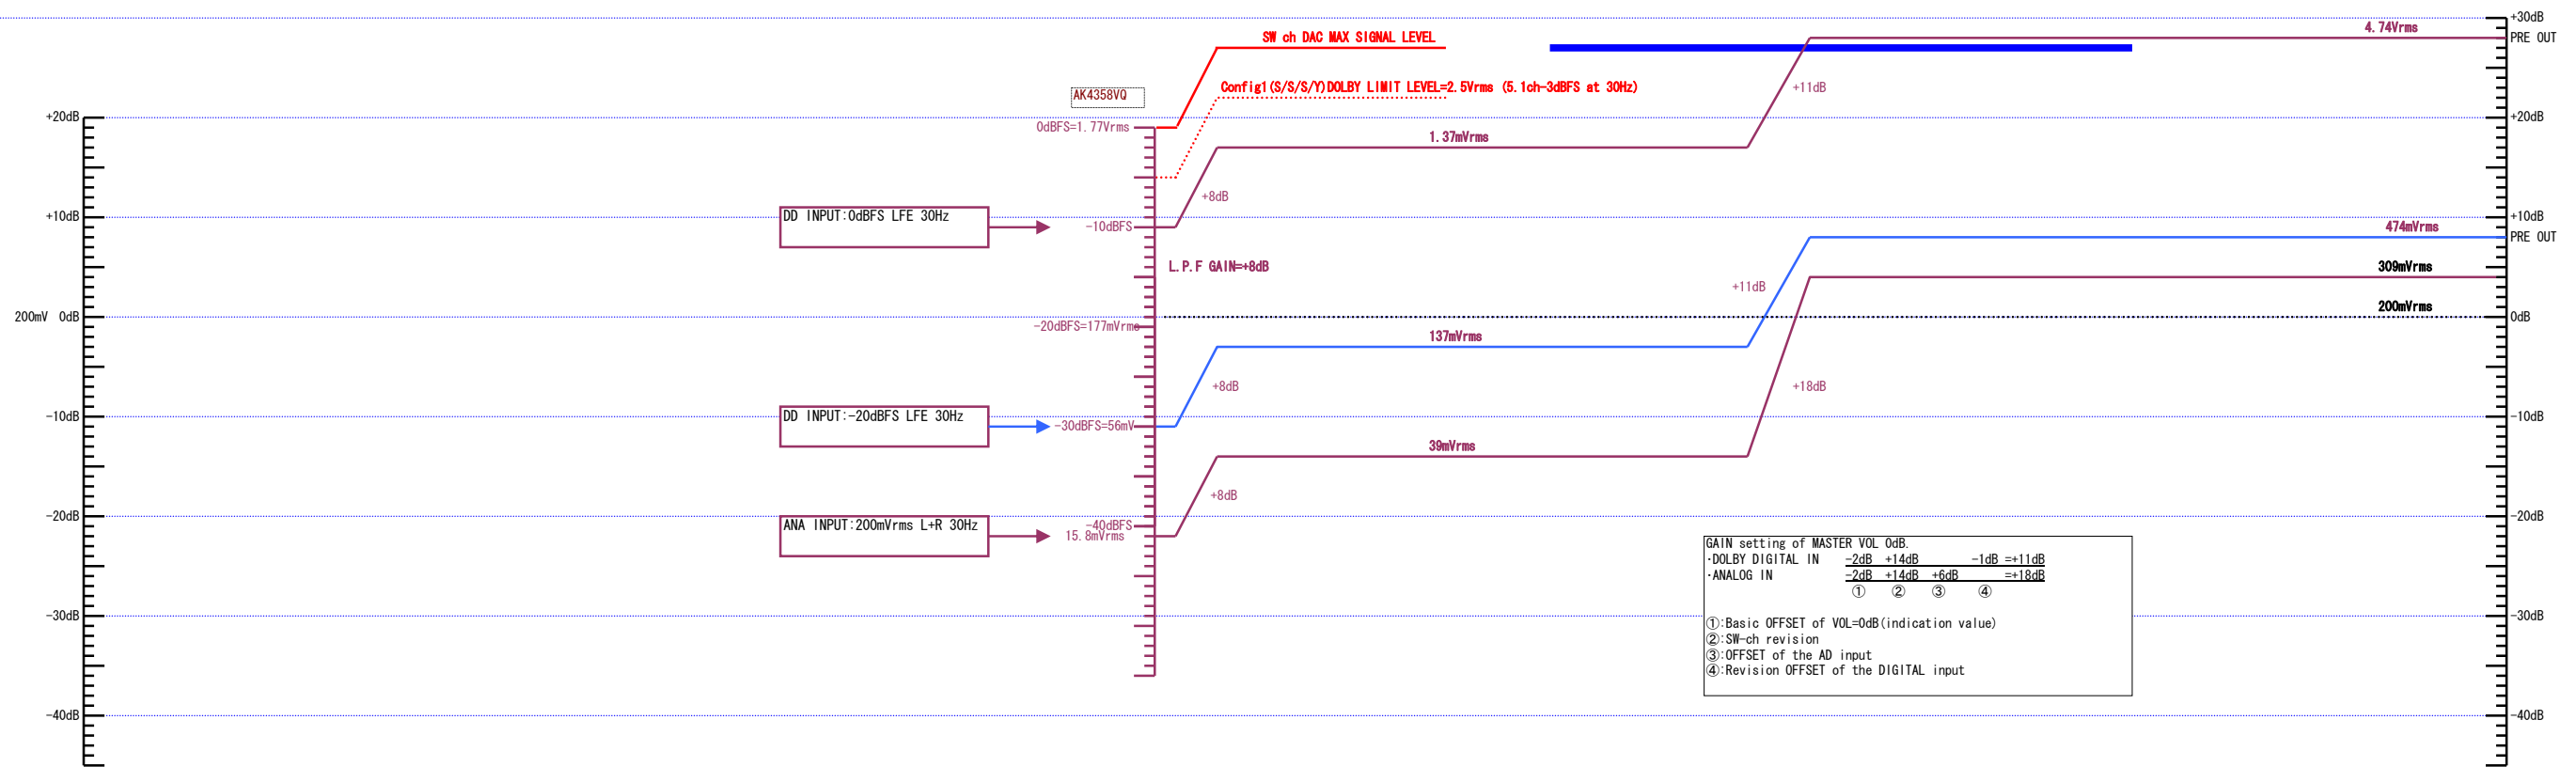 +30dB
4.74Vrms
PRE OUT
SW ch DAC MAX SIGNAL LEVEL
Config1(S/S/S/Y)DOLBY LIMIT LEVEL=2.5Vrms (5.1ch-3dBFS at 30Hz)
+11dB
AK4358VQ
+20dB
+20dB
0dBFS=1.77Vrms
1.37mVrms
+8dB
+10dB
DD INPUT:0dBFS LFE 30Hz
-10dBFS
+10dB
474mVrms
PRE OUT
L.P.F GAIN=+8dB
309mVrms
+11dB
200mVrms
200mV 0dB
0dB
-20dBFS=177mVrms
137mVrms
+8dB
+18dB
-10dB
DD INPUT:-20dBFS LFE 30Hz
-10dB
-30dBFS=56mV
39mVrms
+8dB
-20dB
ANA INPUT:200mVrms L+R 30Hz
-40dBFS
-20dB
15.8mVrms
GAIN setting of MASTER VOL 0dB.
・DOLBY DIGITAL IN -2dB +14dB -1dB =+11dB
・ANALOG IN -2dB +14dB +6dB =+18dB
① ② ③ ④
-30dB
-30dB
①:Basic OFFSET of VOL=0dB(indication value)
②:SW-ch revision
③:OFFSET of the AD input
④:Revision OFFSET of the DIGITAL input
-40dB
-40dB